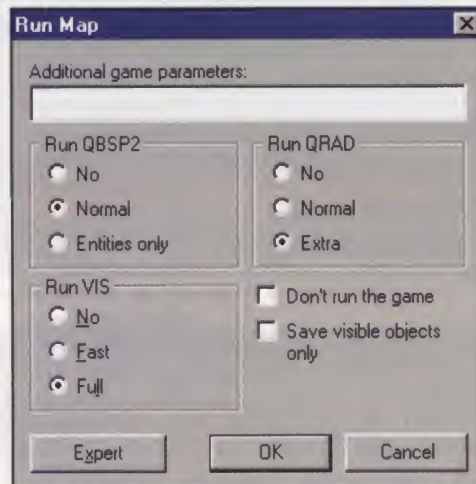 Run Map
Additional game parameters:
Run QBSP2
No
Normal
Entities only
Run QRAD
No
Normal
Extra
Run VIS
No
Fast
Full
Don't run the game
Save visible objects
only
Expert
OK
Cancel